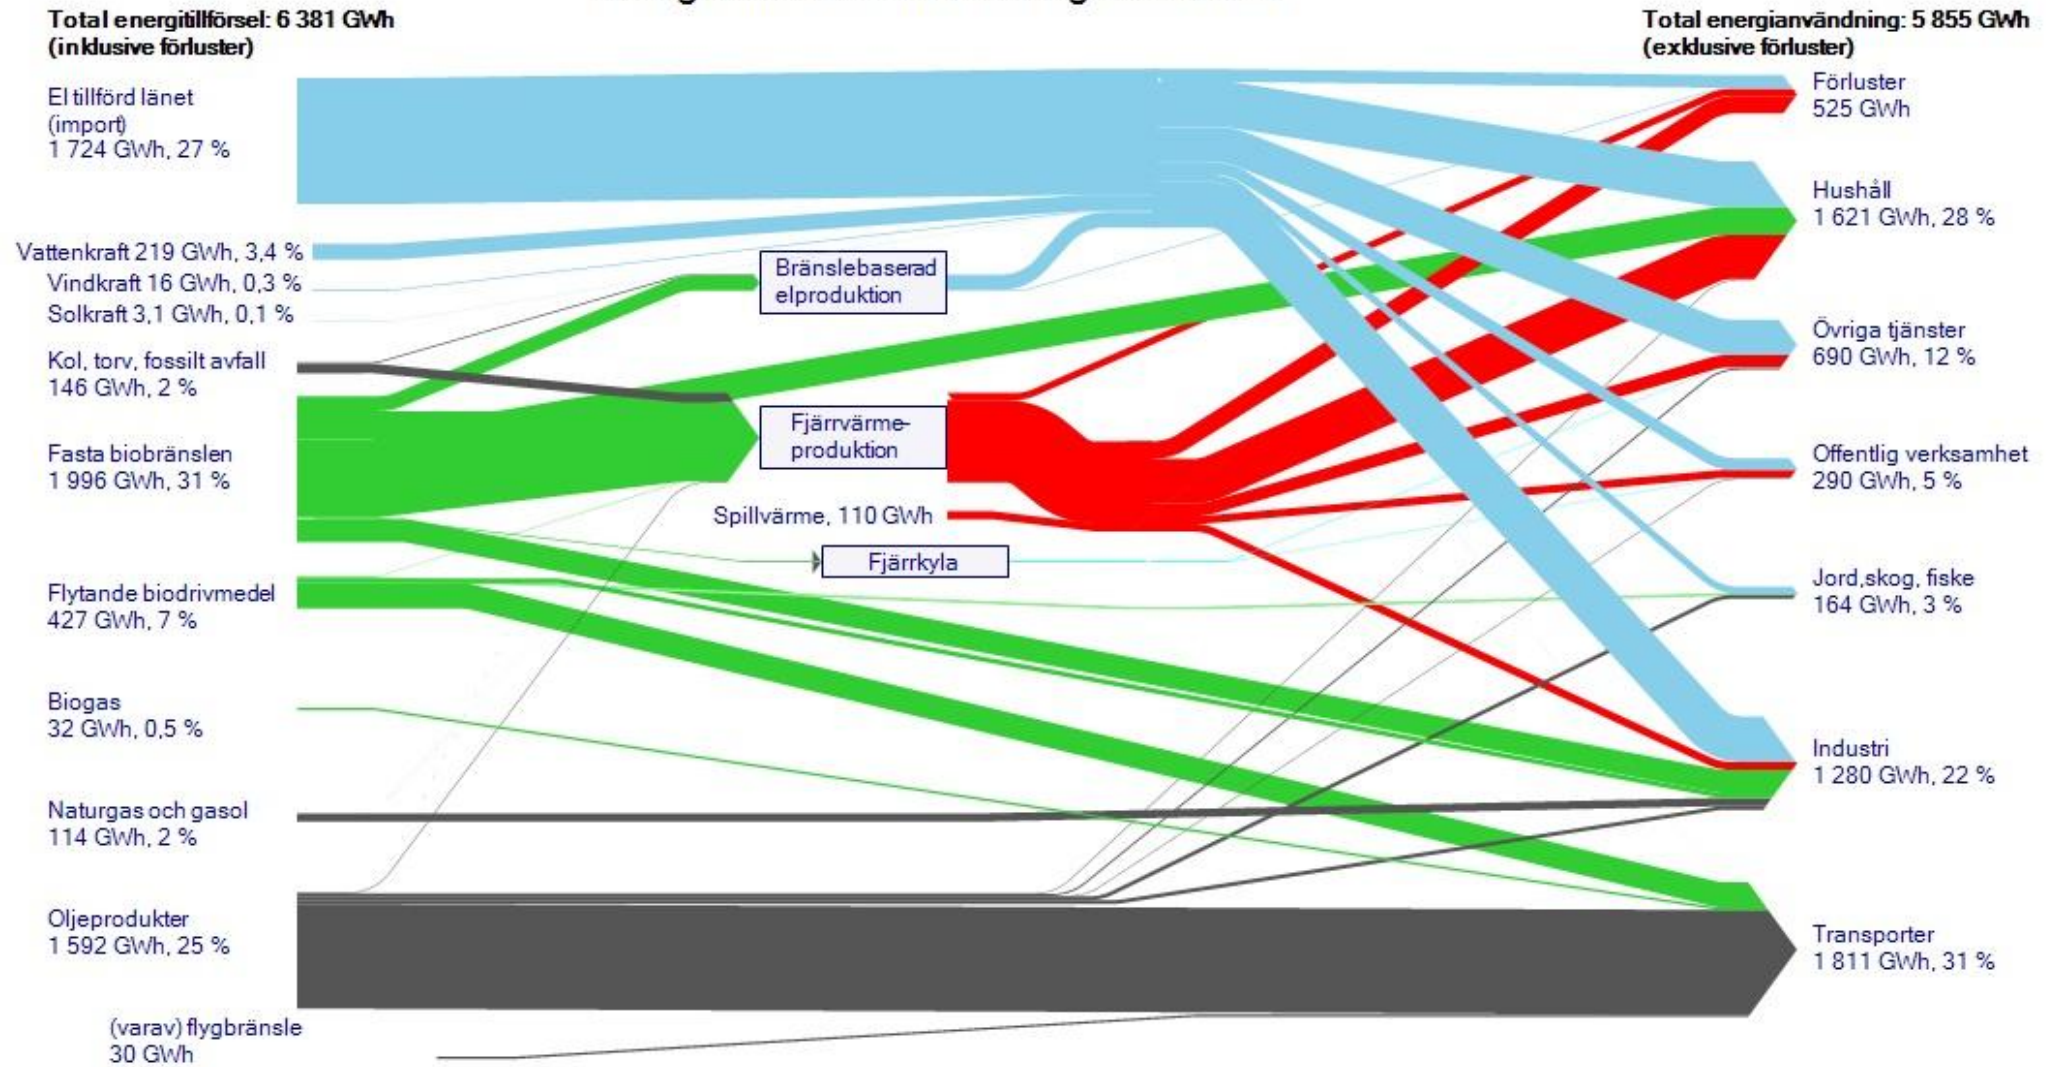 Total energitillförsel: 6 381 GWh
(inklusive förluster)
Total energianvändning: 5 855 GWh
(exklusive förluster)
El tillförd länet
(import)
1 724 GWh, 27 %
Vattenkraft 219 GWh, 3,4 %
Vindkraft 16 GWh, 0,3 %
Solkraft 3,1 GWh, 0,1 %
Kol, torv, fossilt avfall
146 GWh, 2 %
Fasta biobränslen
1 996 GWh, 31 %
Flytande biodrivmedel
427 GWh, 7 %
Biogas
32 GWh, 0,5 %
Naturgas och gasol
114 GWh, 2 %
Oljeprodukter
1 592 GWh, 25 %
(varav) flygbränsle
30 GWh
Bränslebaserad
elproduktion
Fjärrvärme-
produktion
Spillvärme, 110 GWh
Fjärrkyla
Förluster
525 GWh
Hushåll
1 621 GWh, 28 %
Övriga tjänster
690 GWh, 12 %
Offentlig verksamhet
290 GWh, 5 %
Jord,skog, fiske
164 GWh, 3 %
Industri
1 280 GWh, 22 %
Transporter
1 811 GWh, 31 %